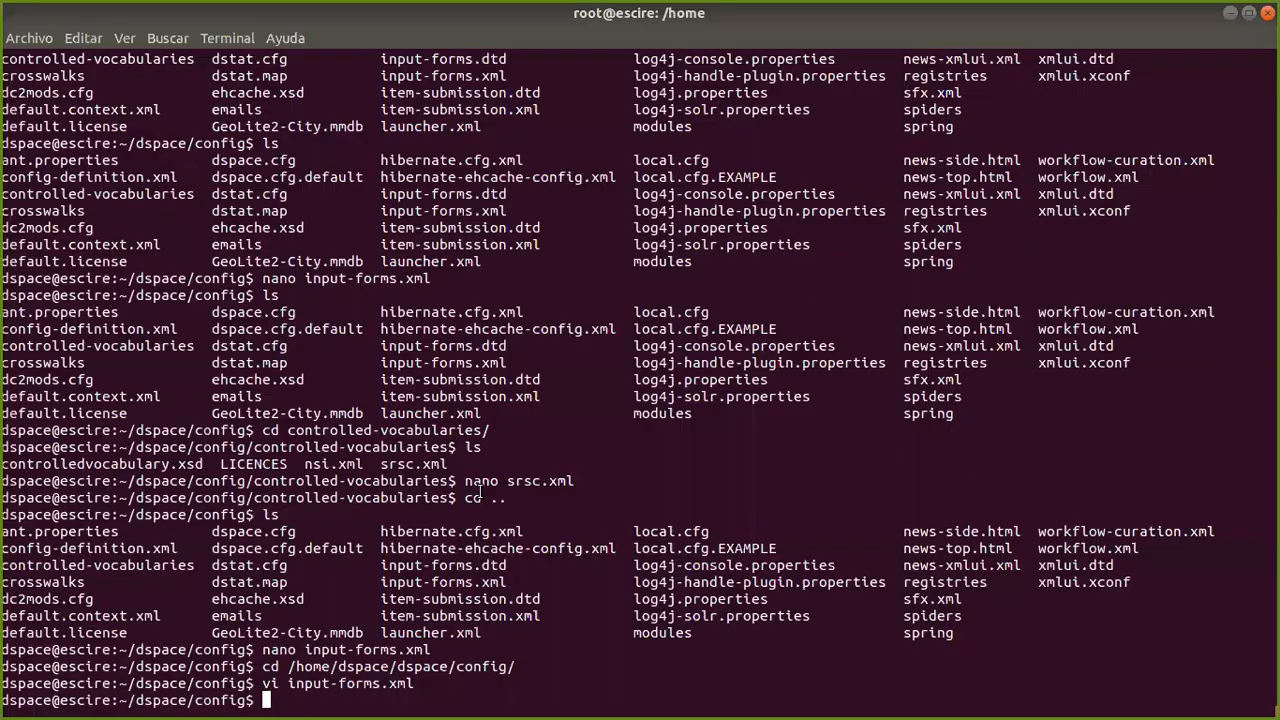 root@escire: /home
Archivo Editar Ver Buscar Terminal Ayuda
controlled-vocabularies dstat.cfg input-forms.dtd log4j-console.properties news-xmlui.xml xmlui.dtd
crosswalks dstat.map input-forms.xml log4j-handle-plugin.properties registries xmlui.xconf
dc2mods.cfg ehcache.xsd item-submission.dtd log4j.properties sfx.xml
default.context.xml emails item-submission.xml log4j-solr.properties spiders
default.license GeoLite2-City.mmdb launcher.xml modules spring
dspace@escire:~/dspace/config$ ls
ant.properties dspace.cfg hibernate.cfg.xml local.cfg news-side.html workflow-curation.xml
config-definition.xml dspace.cfg.default hibernate-ehcache-config.xml local.cfg.EXAMPLE news-top.html workflow.xml
controlled-vocabularies dstat.cfg input-forms.dtd log4j-console.properties news-xmlui.xml xmlui.dtd
crosswalks dstat.map input-forms.xml log4j-handle-plugin.properties registries xmlui.xconf
dc2mods.cfg ehcache.xsd item-submission.dtd log4j.properties sfx.xml
default.context.xml emails item-submission.xml log4j-solr.properties spiders
default.license GeoLite2-City.mmdb launcher.xml modules spring
dspace@escire:~/dspace/config$ nano input-forms.xml
dspace@escire:~/dspace/config$ ls
ant.properties dspace.cfg hibernate.cfg.xml local.cfg news-side.html workflow-curation.xml
config-definition.xml dspace.cfg.default hibernate-ehcache-config.xml local.cfg.EXAMPLE news-top.html workflow.xml
controlled-vocabularies dstat.cfg input-forms.dtd log4j-console.properties news-xmlui.xml xmlui.dtd
crosswalks dstat.map input-forms.xml log4j-handle-plugin.properties registries xmlui.xconf
dc2mods.cfg ehcache.xsd item-submission.dtd log4j.properties sfx.xml
default.context.xml emails item-submission.xml log4j-solr.properties spiders
default.license GeoLite2-City.mmdb launcher.xml modules spring
dspace@escire:~/dspace/config$ cd controlled-vocabularies/
dspace@escire:~/dspace/config/controlled-vocabularies$ ls
controlledvocabulary.xsd LICENCES nsi.xml srsc.xml
dspace@escire:~/dspace/config/controlled-vocabularies$ nano srsc.xml
dspace@escire:~/dspace/config/controlled-vocabularies$ cd ..
dspace@escire:~/dspace/config$ ls
ant.properties dspace.cfg hibernate.cfg.xml local.cfg news-side.html workflow-curation.xml
config-definition.xml dspace.cfg.default hibernate-ehcache-config.xml local.cfg.EXAMPLE news-top.html workflow.xml
controlled-vocabularies dstat.cfg input-forms.dtd log4j-console.properties news-xmlui.xml xmlui.dtd
crosswalks dstat.map input-forms.xml log4j-handle-plugin.properties registries xmlui.xconf
dc2mods.cfg ehcache.xsd item-submission.dtd log4j.properties sfx.xml
default.context.xml emails item-submission.xml log4j-solr.properties spiders
default.license GeoLite2-City.mmdb launcher.xml modules spring
dspace@escire:~/dspace/config$ nano input-forms.xml
dspace@escire:~/dspace/config$ cd /home/dspace/dspace/config/
dspace@escire:~/dspace/config$ vi input-forms.xml
dspace@escire:~/dspace/config$